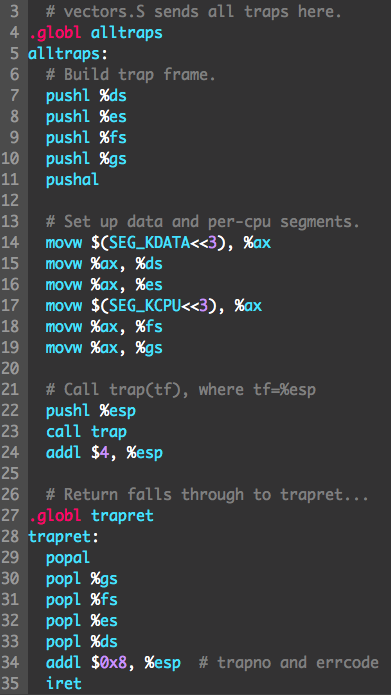 3 # vectors.S sends all traps here.
4 .globl alltraps
5 alltraps:
6 # Build trap frame.
7 pushl %ds
8 pushl %es
9 pushl %fs
10 pushl %gs
11 pushal
12
13 # Set up data and per-cpu segments.
14 movw $(SEG_KDATA<<3), %ax
15 movw %ax, %ds
16 movw %ax, %es
17 movw $(SEG_KCPU<<3), %ax
18 movw %ax, %fs
19 movw %ax, %gs
20
21 # Call trap(tf), where tf=%esp
22 pushl %esp
23 call trap
24 addl $4, %esp
25
26 # Return falls through to trapret...
27 .globl trapret
28 trapret:
29 popal
30 popl %gs
31 popl %fs
32 popl %es
33 popl %ds
34 addl $0x8, %esp # trapno and errcode
35 iret